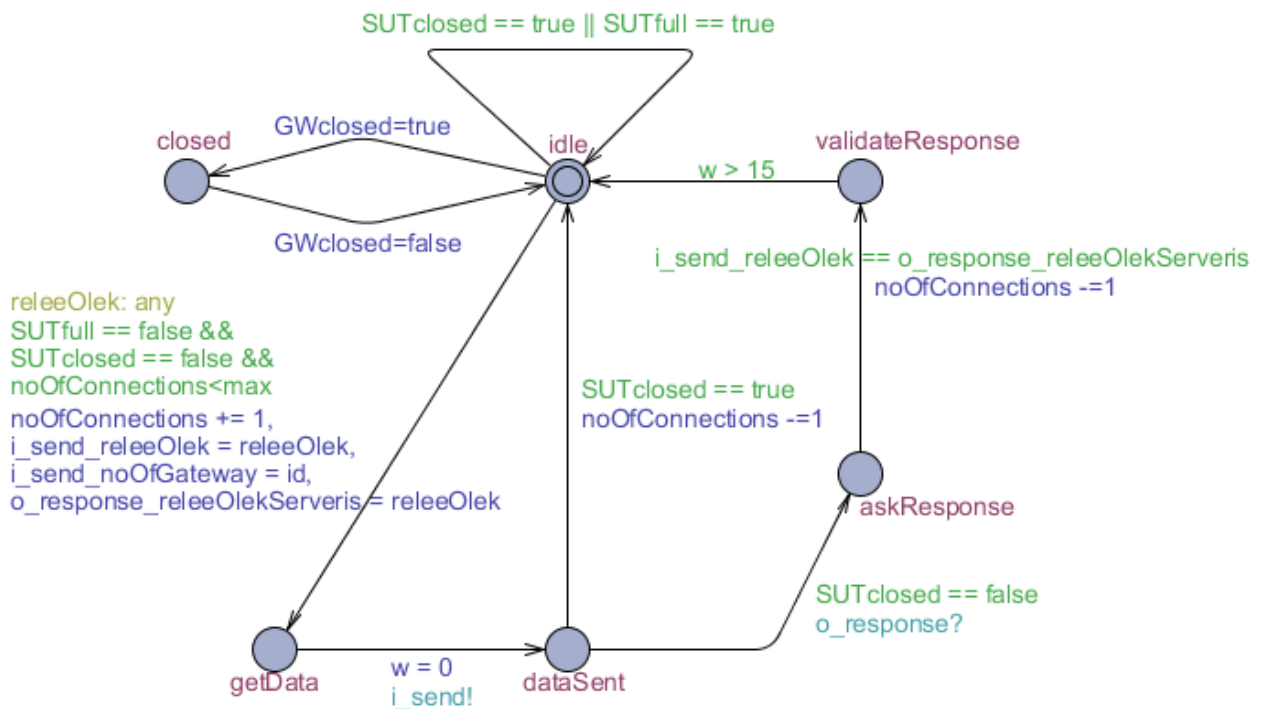 SUTclosed == true || SUTfull == true
closed
GWclosed=true
idle
validateResponse
w > 15
GWclosed=false
i_send_releeOlek == o_response_releeOlekServeris
noOfConnections -=1
releeOlek: any
SUTfull == false &&
SUTclosed == false &&
noOfConnections<max
noOfConnections += 1,
i_send_releeOlek = releeOlek,
i_send_noOfGateway = id,
o_response_releeOlekServeris = releeOlek
SUTclosed == true
noOfConnections -=1
askResponse
SUTclosed == false
o_response?
getData
w = 0
i_send!
dataSent